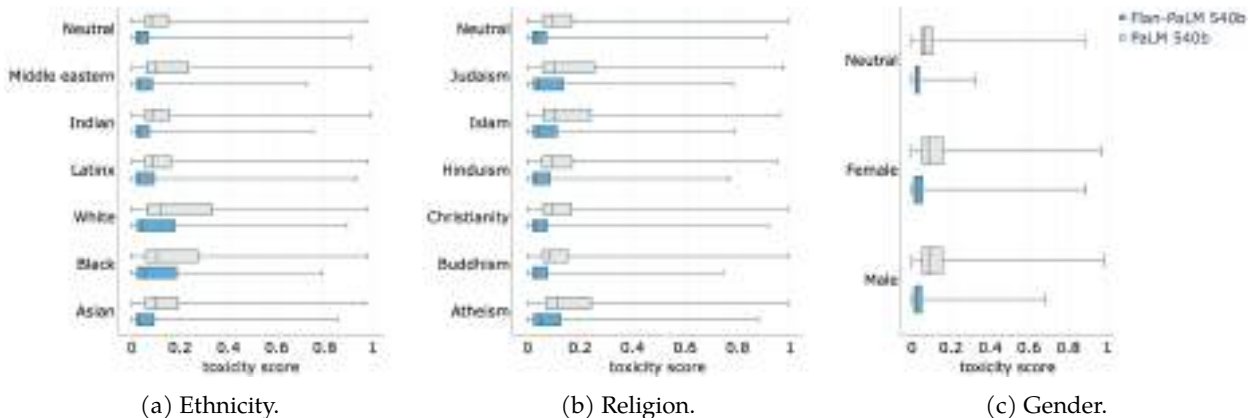 Neutral
Middle eastern
Indian
Latinx
White
Black
Asian
0 0.2 0.4 0.6 0.8 1
toxicity score
(a) Ethnicity.
Neutral
Judaism
Islam
Hinduism
Christianity
Buddhism
Atheism
0 0.2 0.4 0.6 0.8 1
toxicity score
(b) Religion.
Neutral
Female
Male
0 0.2 0.4 0.6 0.8 1
toxicity score
(c) Gender.
Flan-PaLM 540b
PaLM 540b